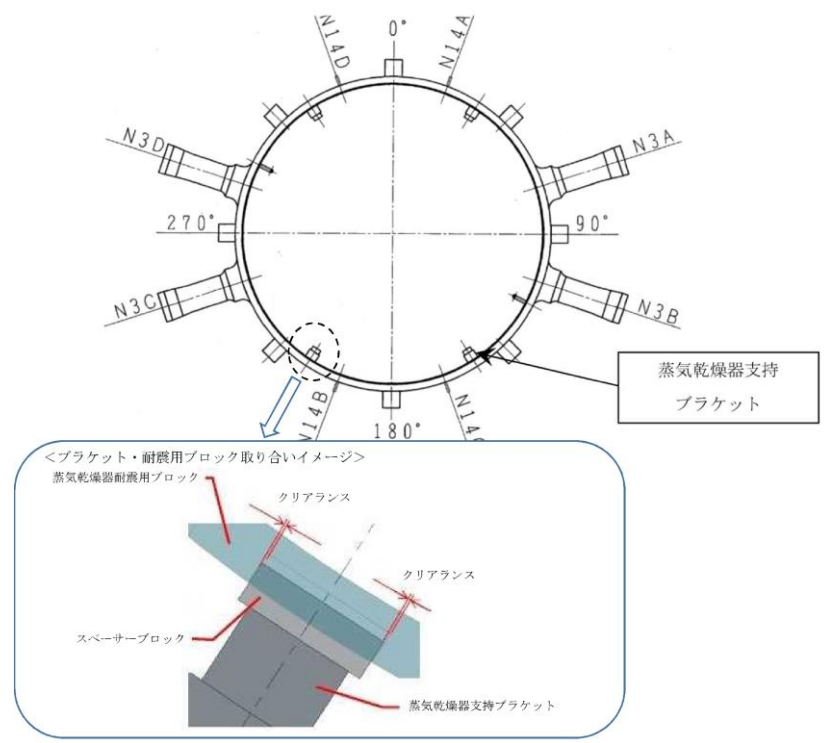 N14D
0°
N14A
N3D
N3A
270°
90°
N3C
N3B
N14B
180°
N14C
蒸気乾燥器支持
ブラケット
＜ブラケット・耐震用ブロック取り合いイメージ＞
蒸気乾燥器耐震用ブロック
クリアランス
クリアランス
スペーサーブロック
蒸気乾燥器支持ブラケット